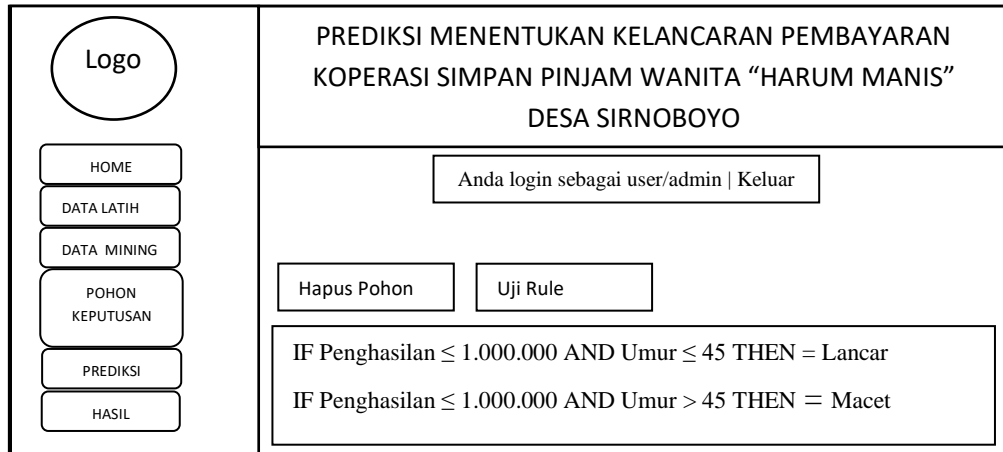 Logo
HOME
DATA LATIH
DATA MINING
POHON
KEPUTUSAN
PREDIKSI
HASIL
PREDIKSI MENENTUKAN KELANCARAN PEMBAYARAN
KOPERASI SIMPAN PINJAM WANITA “HARUM MANIS”
DESA SIRNOBOYO
Anda login sebagai user/admin | Keluar
Hapus Pohon
Uji Rule
IF Penghasilan ≤ 1.000.000 AND Umur ≤ 45 THEN = Lancar
IF Penghasilan ≤ 1.000.000 AND Umur > 45 THEN = Macet